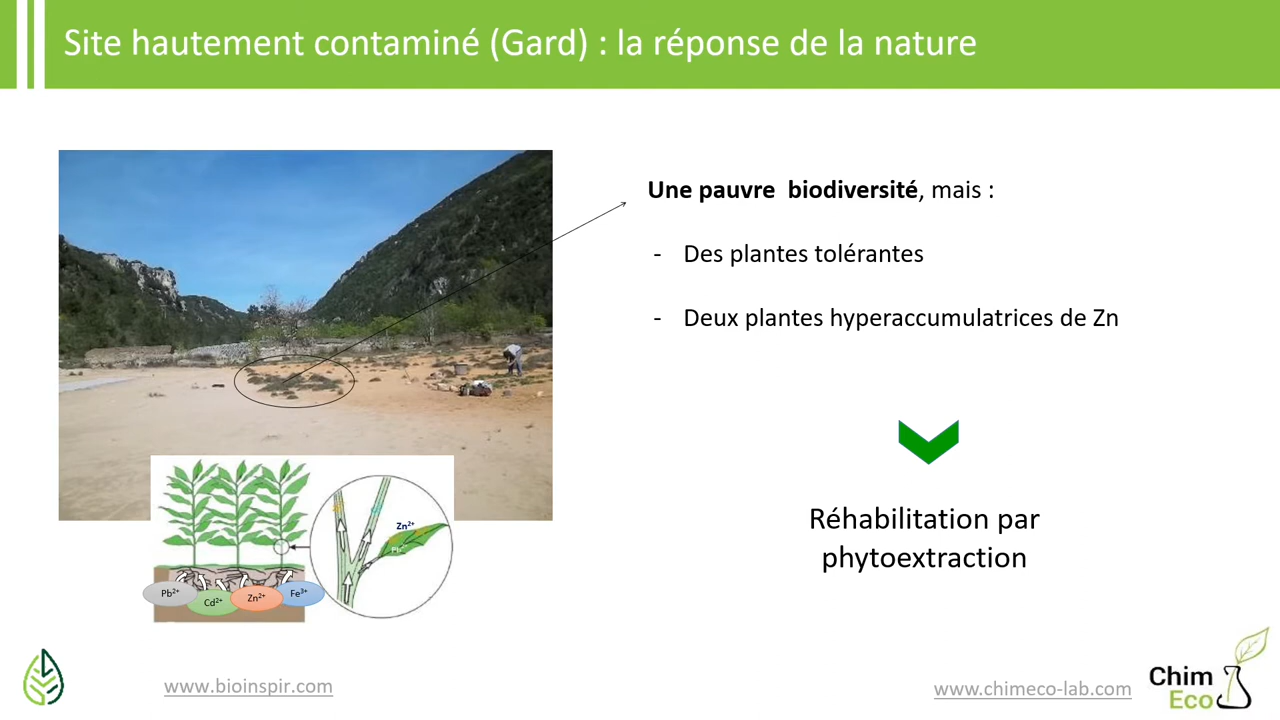 Site hautement contaminé (Gard) : la réponse de la nature
Une pauvre  biodiversité, mais :
- Des plantes tolérantes
- Deux plantes hyperaccumulatrices de Zn
Réhabilitation par
phytoextraction
Zn²⁺
Pb²⁺
Cd²⁺
Zn²⁺
Fe³⁺
www.bioinspir.com
www.chimeco-lab.com
Chim
Eco